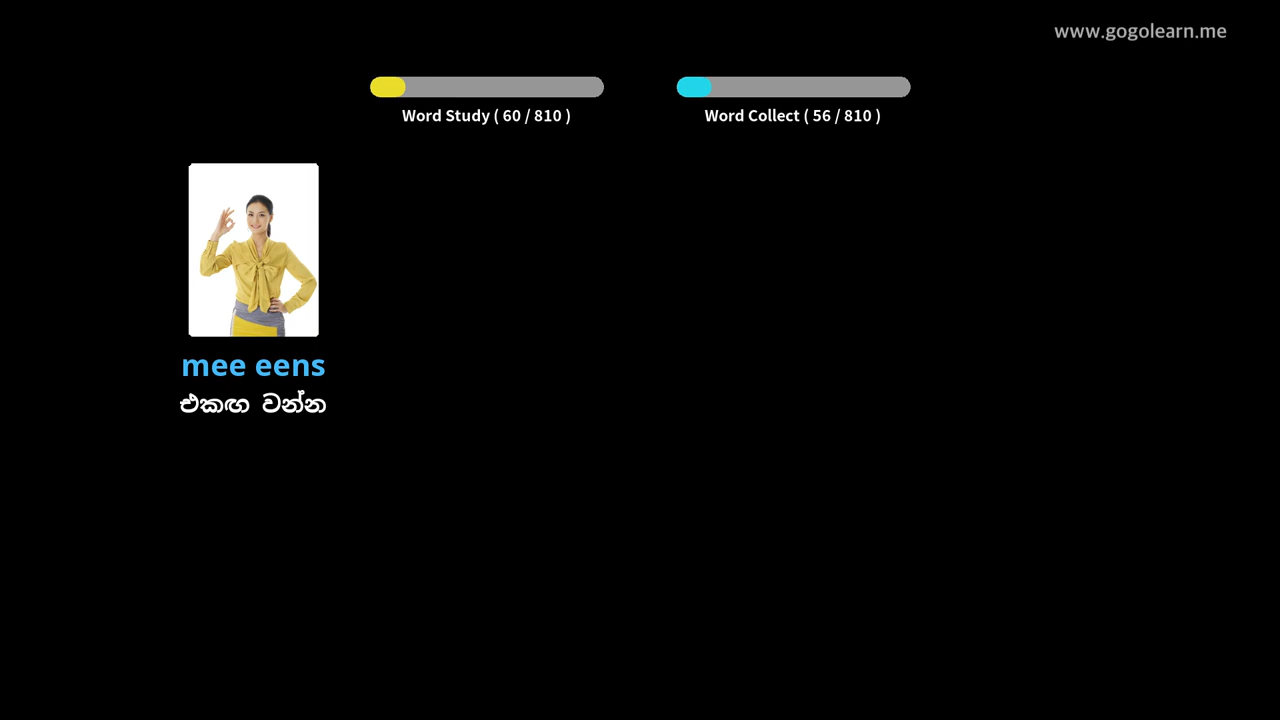 www.gogolearn.me
Word Study ( 60 / 810 )
Word Collect ( 56 / 810 )
mee eens
එකඟ වන්න